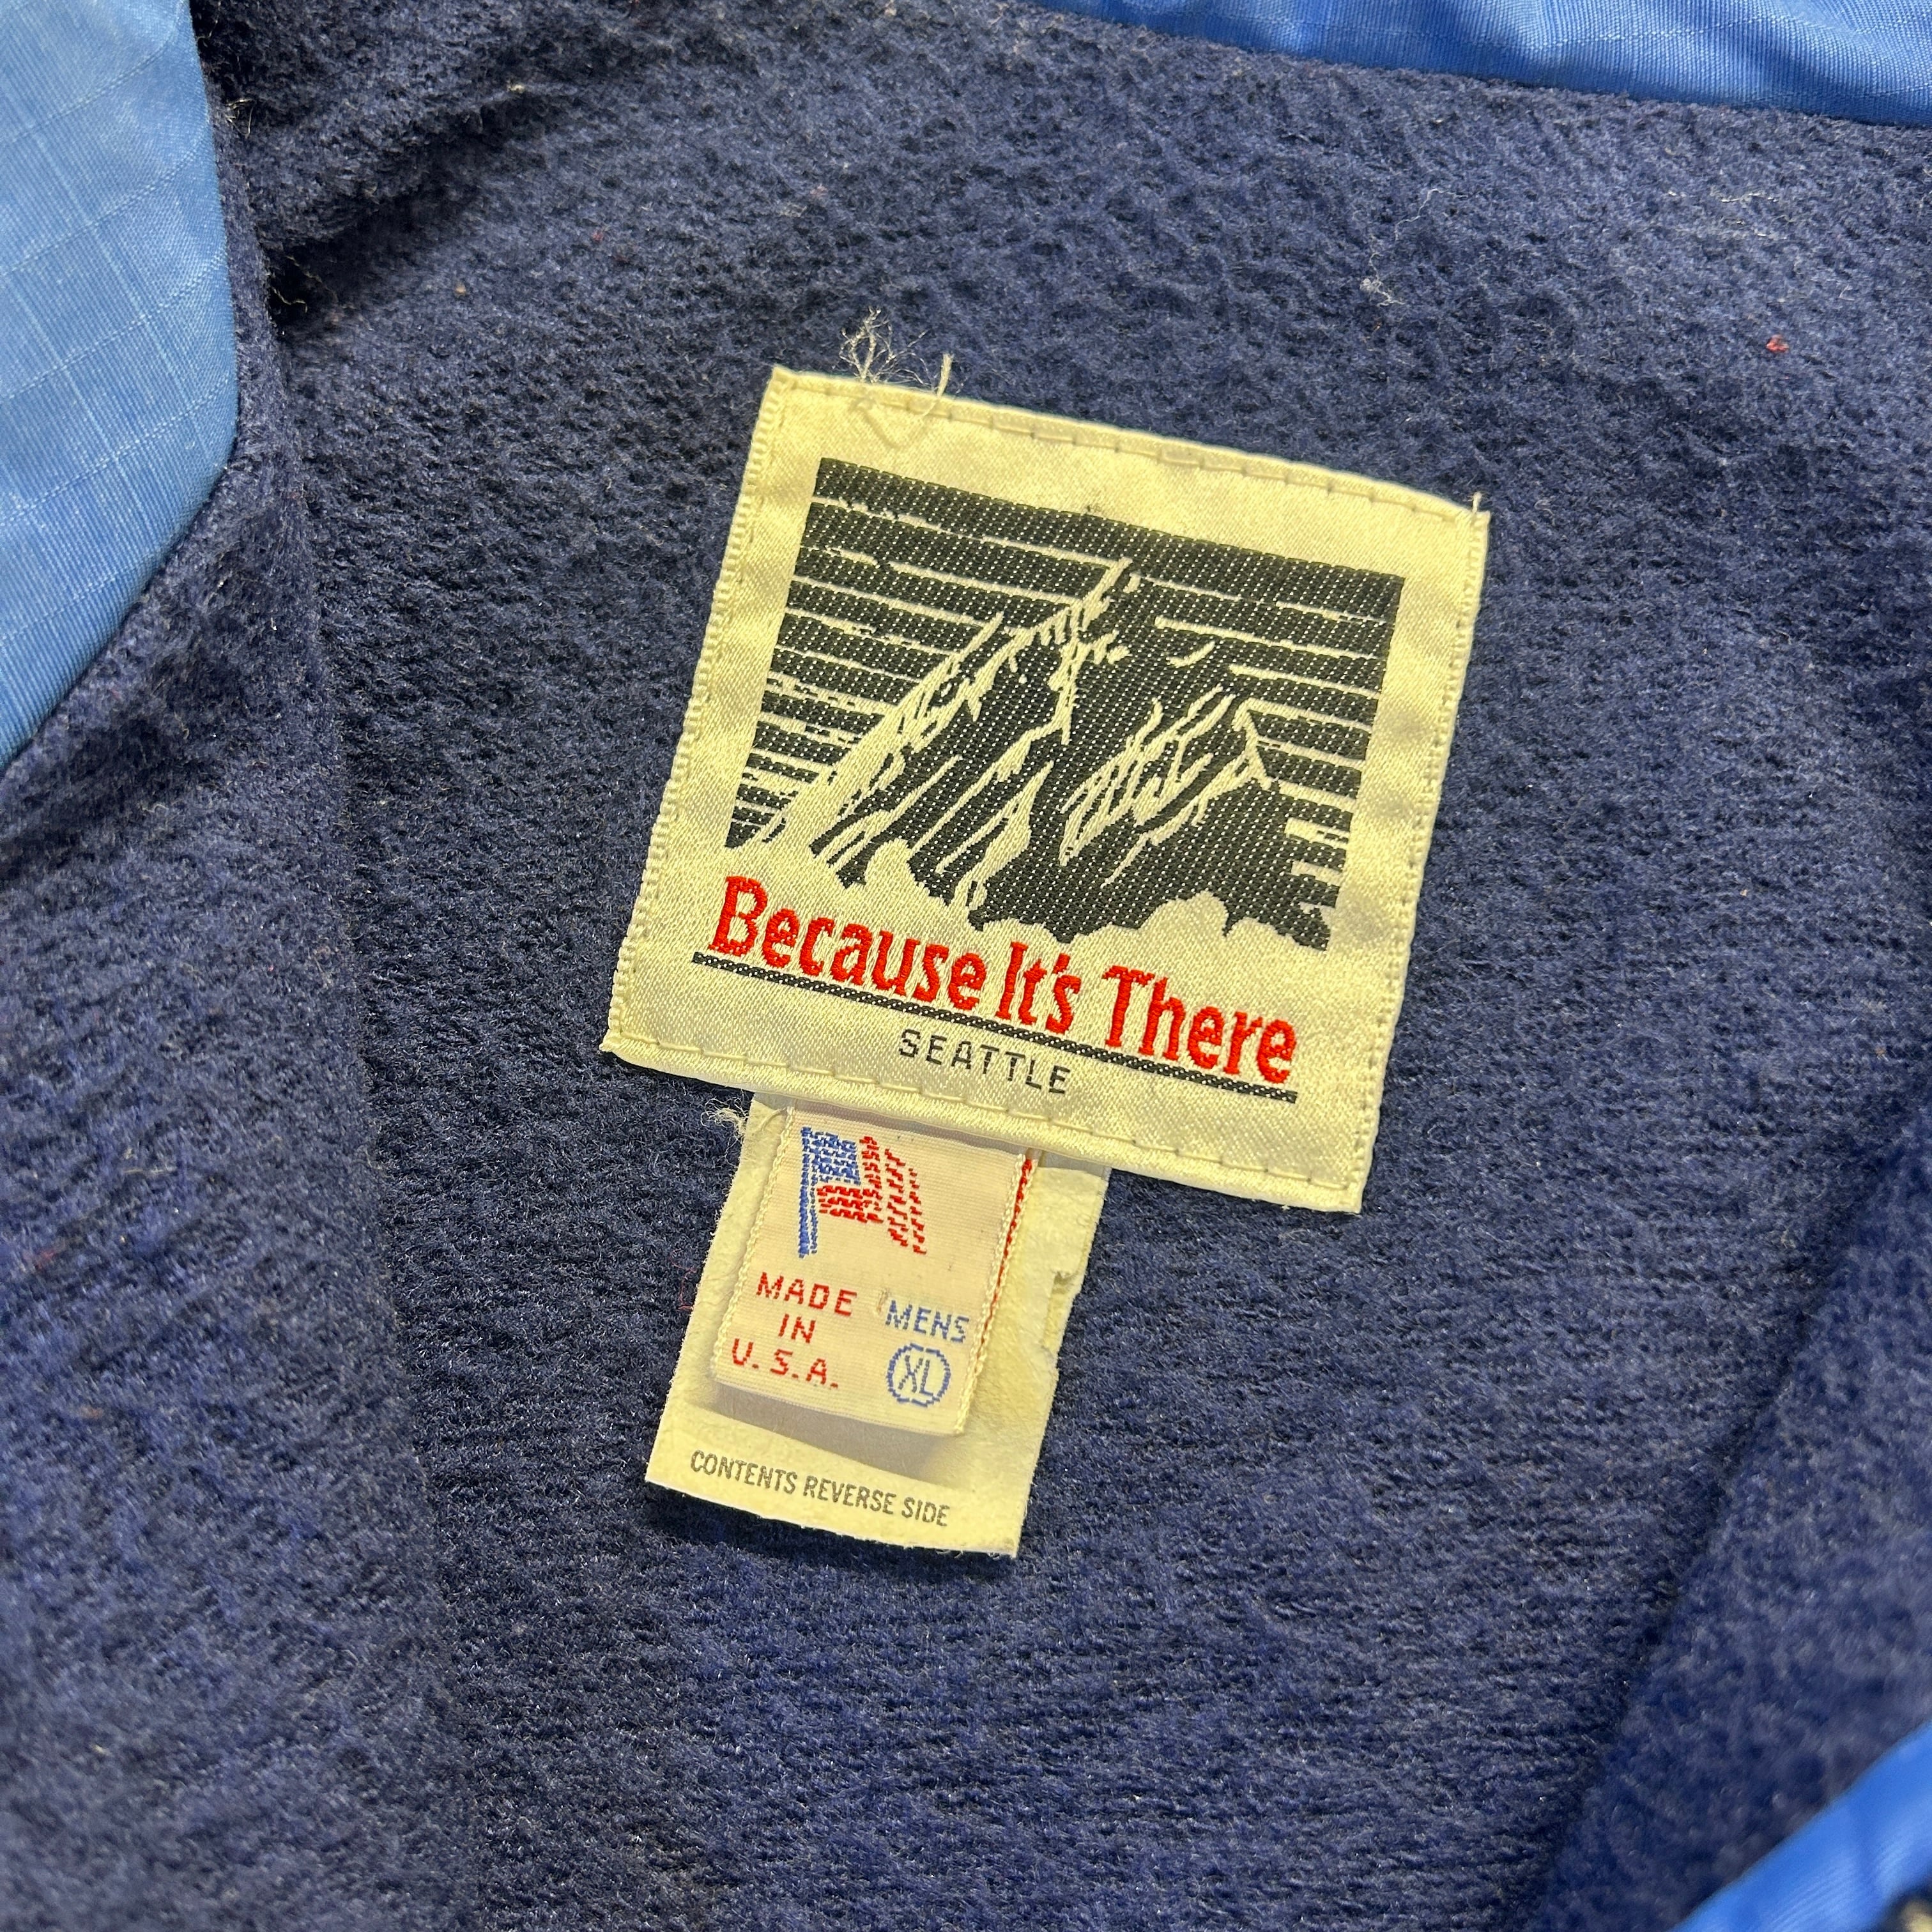 Because It's There
SEATTLE
MADE
IN
U.S.A.
MENS
XL
CONTENTS REVERSE SIDE